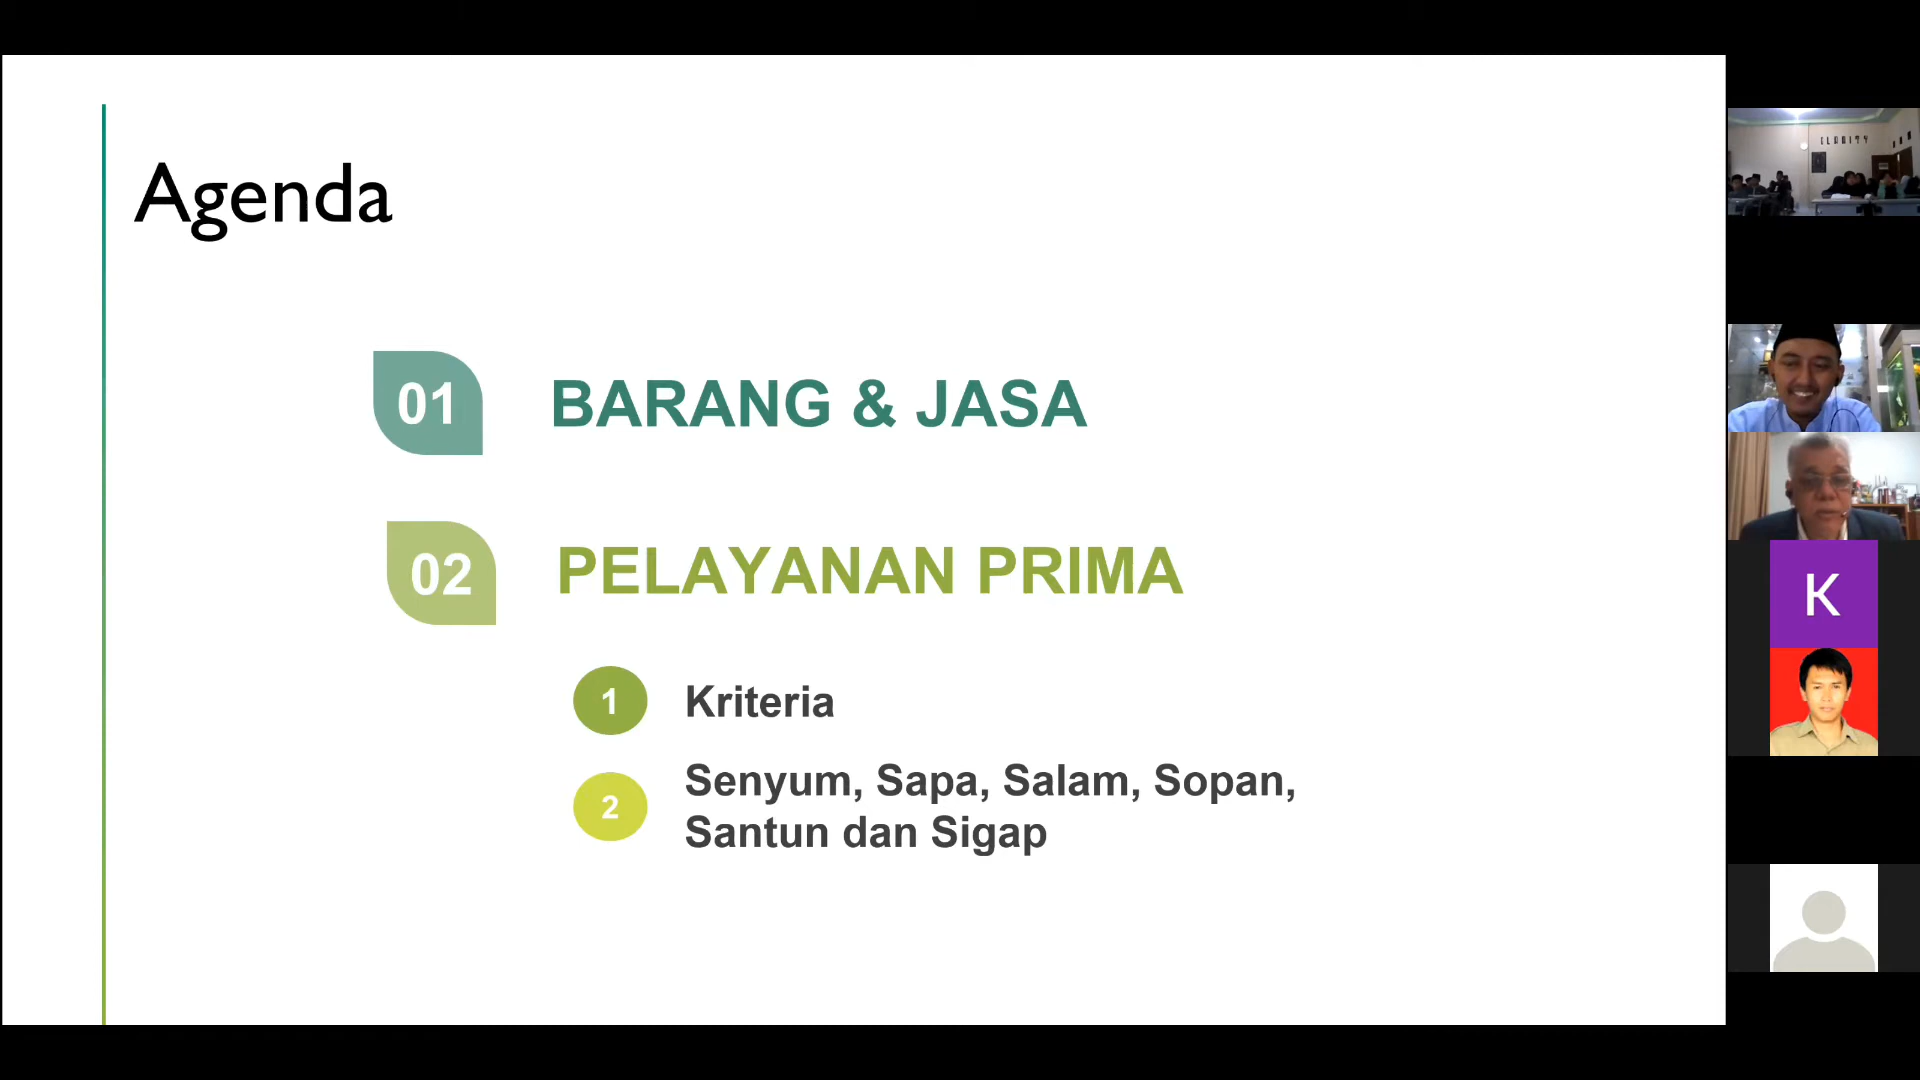 Agenda
01
BARANG & JASA
02
PELAYANAN PRIMA
1
Kriteria
2
Senyum, Sapa, Salam, Sopan,
Santun dan Sigap
K